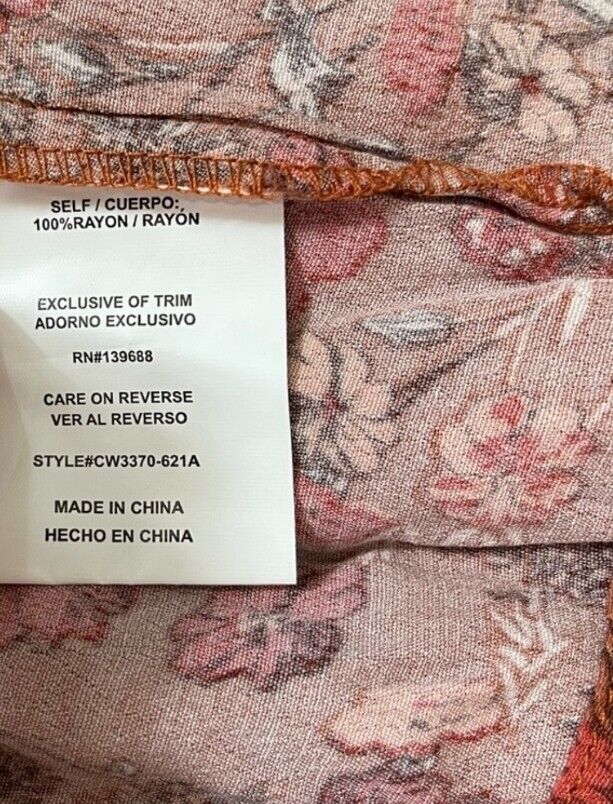 SELF / CUERPO:
100%RAYON / RAYÓN
EXCLUSIVE OF TRIM
ADORNO EXCLUSIVO
RN#139688
CARE ON REVERSE
VER AL REVERSO
STYLE#CW3370-621A
MADE IN CHINA
HECHO EN CHINA